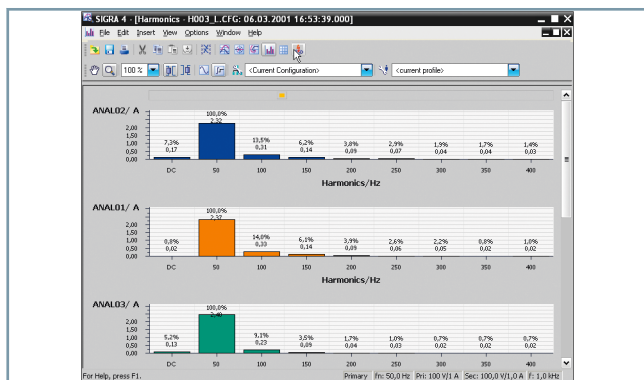 SIGRA 4 - [Harmonics - H003_L.CFG: 06.03.2001 16:53:39.000]
File Edit Insert View Options Window Help
100 % <Current Configuration> <current profile>
ANAL02/ A
2,00
1,50
1,00
0,50
0,00
7,3% 100,0% 13,5% 6,2% 3,8% 2,9% 1,9% 1,7% 1,4%
0,17 2,32 0,31 0,14 0,09 0,07 0,04 0,04 0,03
DC 50 100 150 200 250 300 350 400
Harmonics/Hz
ANAL01/ A
2,00
1,50
1,00
0,50
0,00
0,8% 100,0% 14,0% 6,1% 3,9% 2,6% 2,2% 0,8% 1,0%
0,02 2,37 0,33 0,14 0,09 0,06 0,05 0,02 0,02
DC 50 100 150 200 250 300 350 400
Harmonics/Hz
ANAL03/ A
2,00
1,50
1,00
0,50
0,00
5,2% 100,0% 9,1% 3,5% 1,7% 1,0% 0,7% 0,7% 0,7%
0,13 2,48 0,23 0,09 0,04 0,03 0,02 0,02 0,02
DC 50 100 150 200 250 300 350 400
For Help, press F1. Primary fn: 50,0 Hz Pri: 100 V/1 A Sec: 100,0 V/1,0 A f: 1,0 kHz